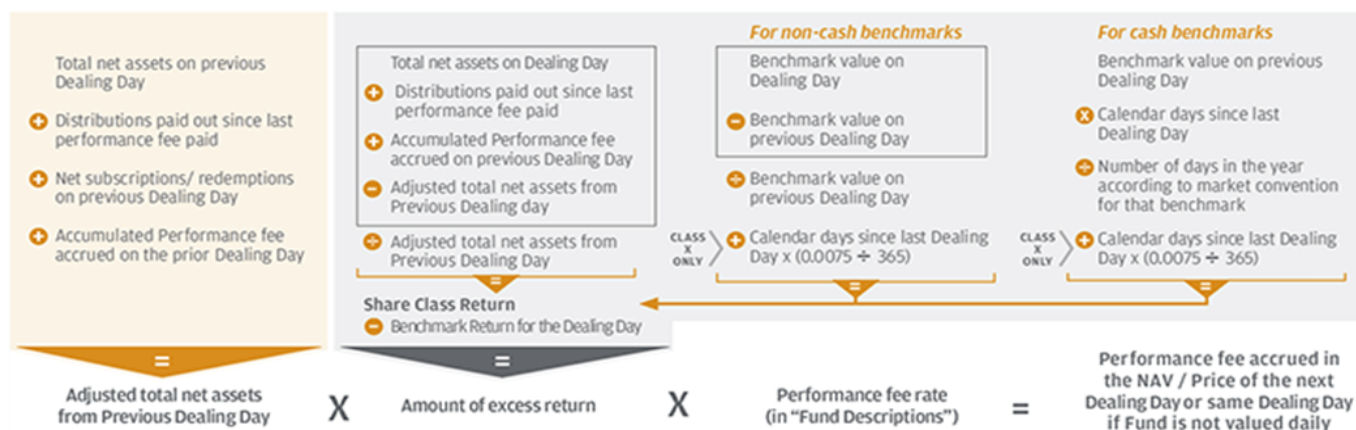 Total net assets on previous
Dealing Day
+ Distributions paid out since last
performance fee paid
+ Net subscriptions/ redemptions
on previous Dealing Day
+ Accumulated Performance fee
accrued on the prior Dealing Day
=
Adjusted total net assets
from Previous Dealing Day
X
Total net assets on Dealing Day
+ Distributions paid out since last
performance fee paid
+ Accumulated Performance fee
accrued on previous Dealing Day
− Adjusted total net assets from
Previous Dealing day
÷ Adjusted total net assets from
Previous Dealing Day
=
Share Class Return
− Benchmark Return for the Dealing Day
=
Amount of excess return
For non-cash benchmarks
Benchmark value on
Dealing Day
− Benchmark value on
previous Dealing Day
÷ Benchmark value on
previous Dealing Day
CLASS
X
ONLY
+ Calendar days since last Dealing
Day x (0.0075 ÷ 365)
=
For cash benchmarks
Benchmark value on previous
Dealing Day
x Calendar days since last
Dealing Day
÷ Number of days in the year
according to market convention
for that benchmark
CLASS
X
ONLY
+ Calendar days since last Dealing
Day x (0.0075 ÷ 365)
=
X
Performance fee rate
(in “Fund Descriptions”)
=
Performance fee accrued in
the NAV / Price of the next
Dealing Day or same Dealing Day
if Fund is not valued daily